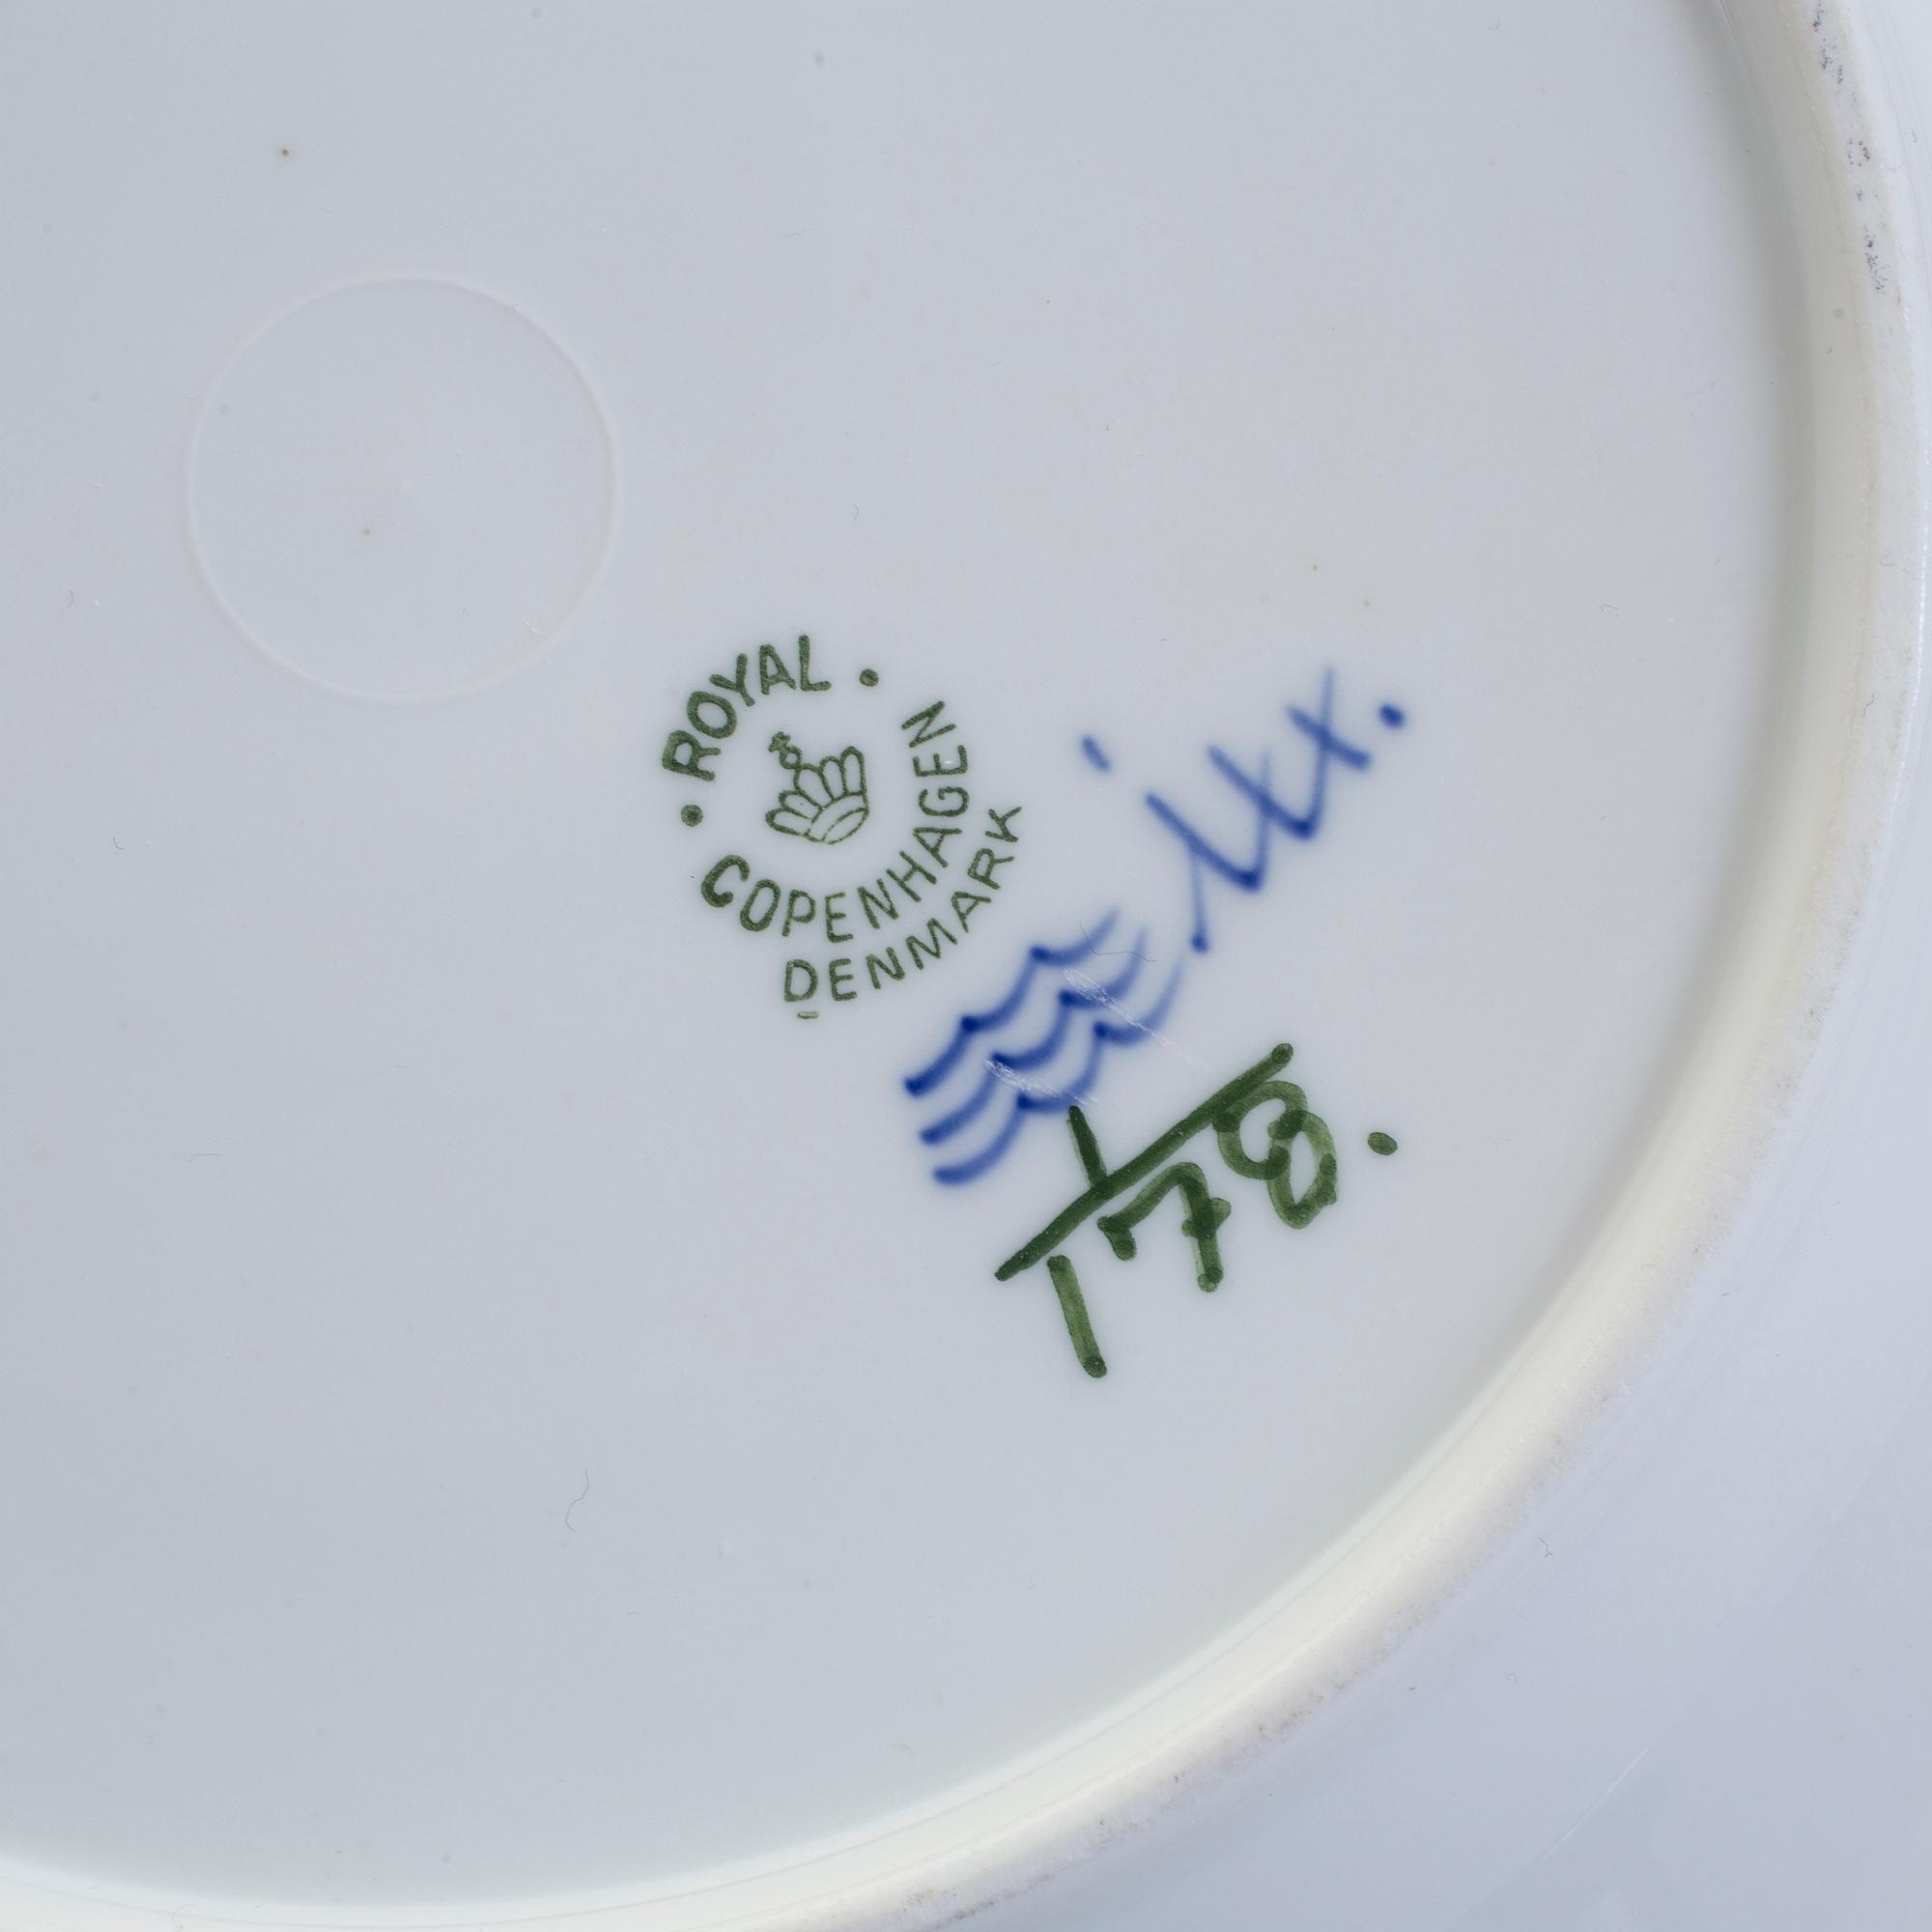 · ROYAL ·
COPENHAGEN
DENMARK
1
178.